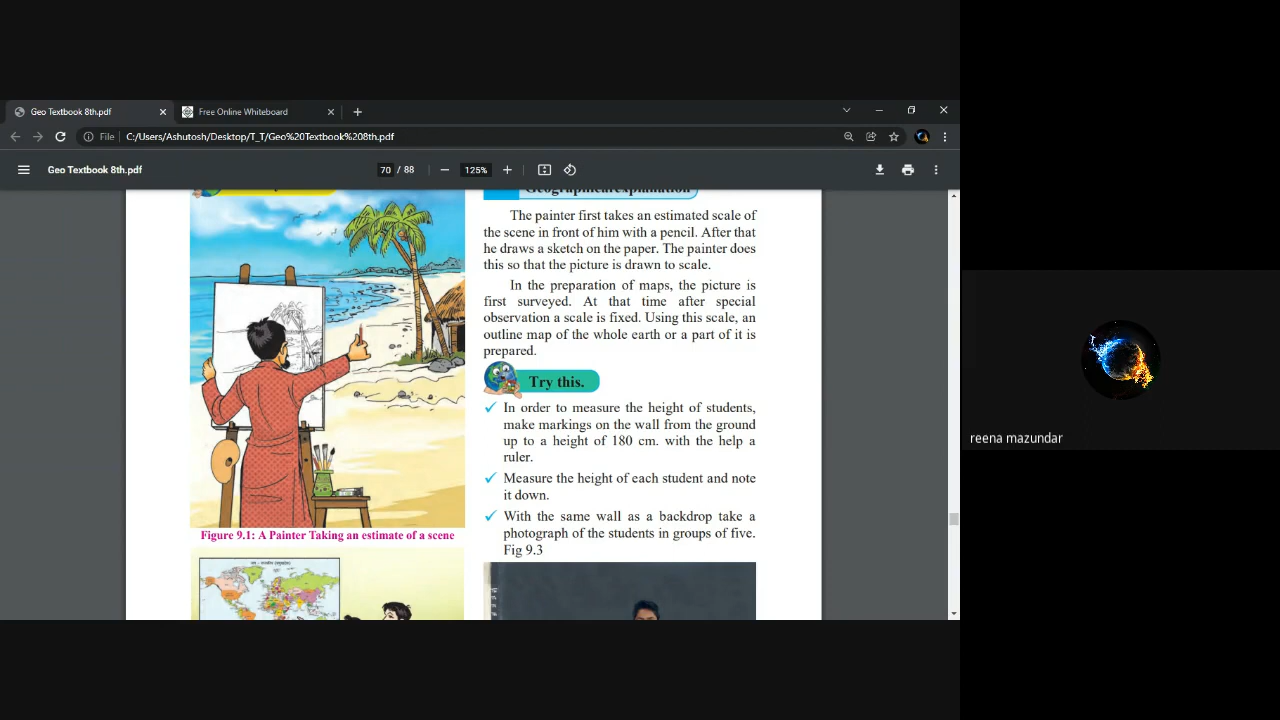 Geo Textbook 8th.pdf
Free Online Whiteboard
File
C:/Users/Ashutosh/Desktop/T_T/Geo%20Textbook%208th.pdf
Geo Textbook 8th.pdf
70 / 88
125%
Geographical explanation
The painter first takes an estimated scale of
the scene in front of him with a pencil. After that
he draws a sketch on the paper. The painter does
this so that the picture is drawn to scale.
In the preparation of maps, the picture is
first surveyed. At that time after special
observation a scale is fixed. Using this scale, an
outline map of the whole earth or a part of it is
prepared.
Try this.
✓ In order to measure the height of students,
make markings on the wall from the ground
up to a height of 180 cm. with the help a
ruler.
✓ Measure the height of each student and note
it down.
✓ With the same wall as a backdrop take a
photograph of the students in groups of five.
Fig 9.3
Figure 9.1: A Painter Taking an estimate of a scene
reena mazundar